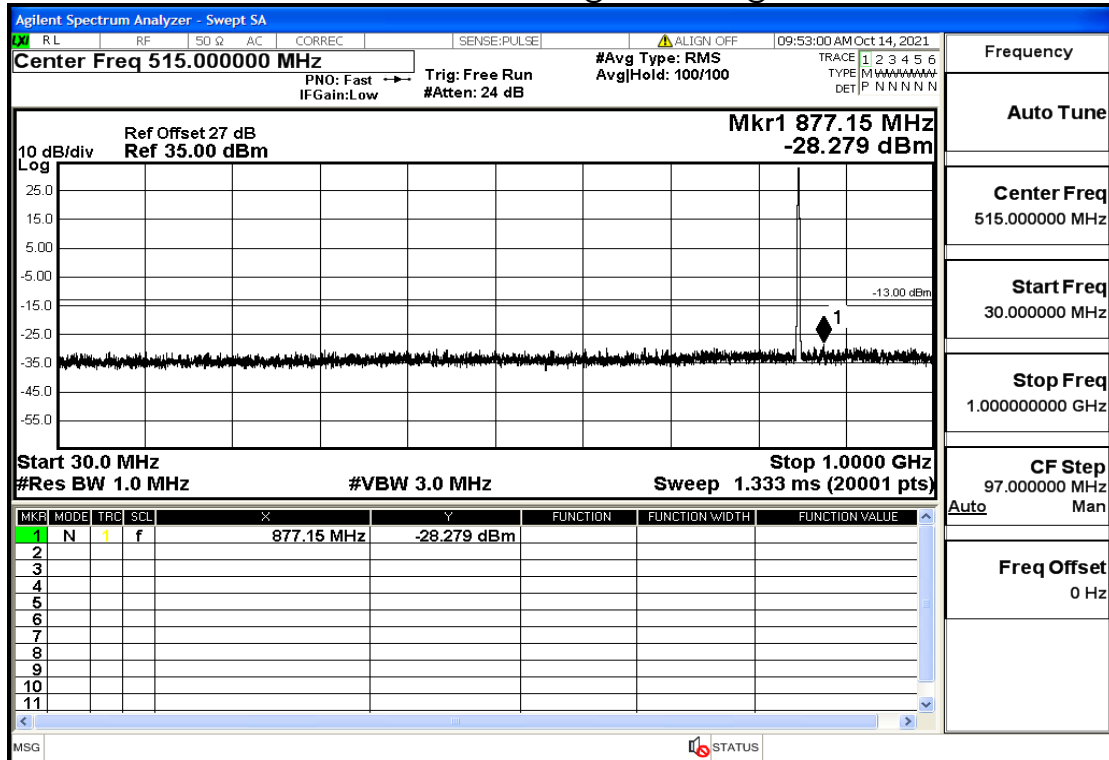 Agilent Spectrum Analyzer - Swept SA
LXI RL RF 50 Ω AC CORREC SENSE:PULSE ALIGN OFF 09:53:00 AM Oct 14, 2021
Center Freq 515.000000 MHz
PNO: Fast
IFGain:Low
Trig: Free Run
#Atten: 24 dB
#Avg Type: RMS
Avg|Hold: 100/100
TRACE 1 2 3 4 5 6
TYPE M WWWWW
DET P N N N N N
Frequency
Auto Tune
Mkr1 877.15 MHz
-28.279 dBm
Ref Offset 27 dB
10 dB/div Ref 35.00 dBm
Log
25.0
15.0
5.00
-5.00
-13.00 dBm
-15.0
1
-25.0
-35.0
-45.0
-55.0
Center Freq
515.000000 MHz
Start Freq
30.000000 MHz
Stop Freq
1.000000000 GHz
Start 30.0 MHz Stop 1.0000 GHz
#Res BW 1.0 MHz #VBW 3.0 MHz Sweep 1.333 ms (20001 pts)
CF Step
97.000000 MHz
Auto Man
MKR MODE TRC SCL X Y FUNCTION FUNCTION WIDTH FUNCTION VALUE
1 N 1 f 877.15 MHz -28.279 dBm
2
3
4
5
6
7
8
9
10
11
Freq Offset
0 Hz
MSG STATUS